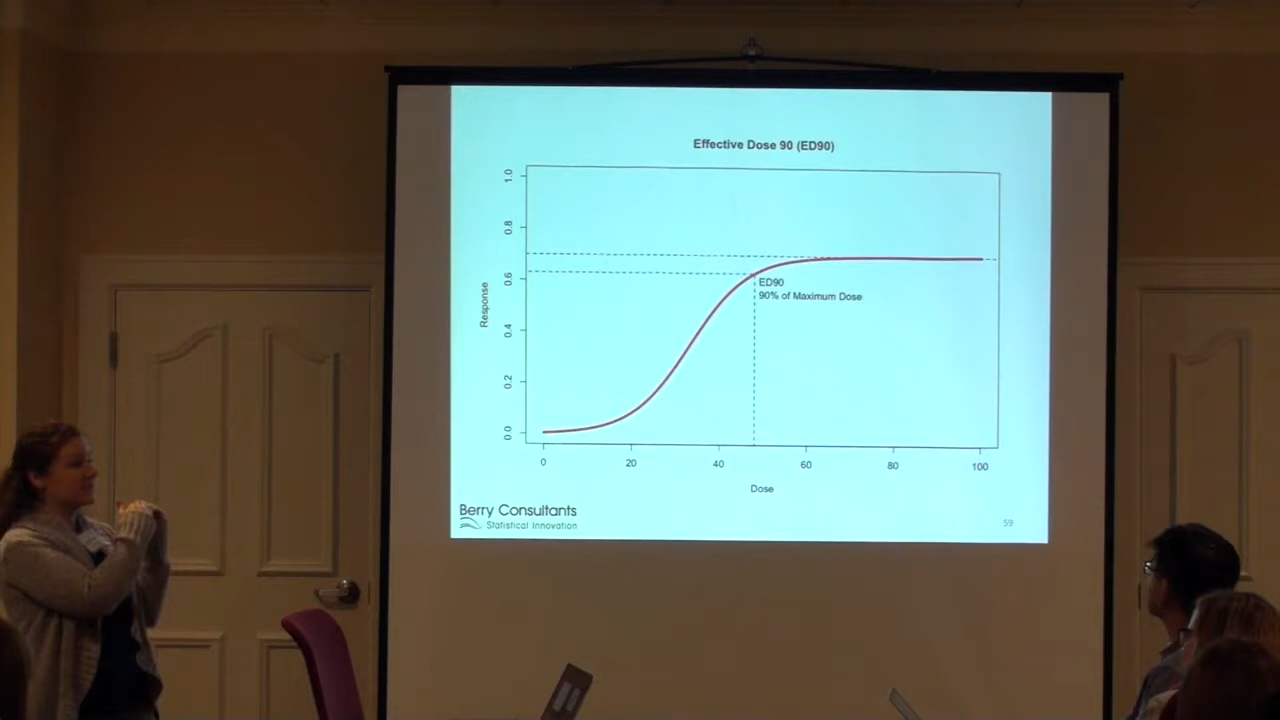 Effective Dose 90 (ED90)
1.0
0.8
0.6
0.4
0.2
0.0
Response
ED90
90% of Maximum Dose
0 20 40 60 80 100
Dose
Berry Consultants
Statistical Innovation
59